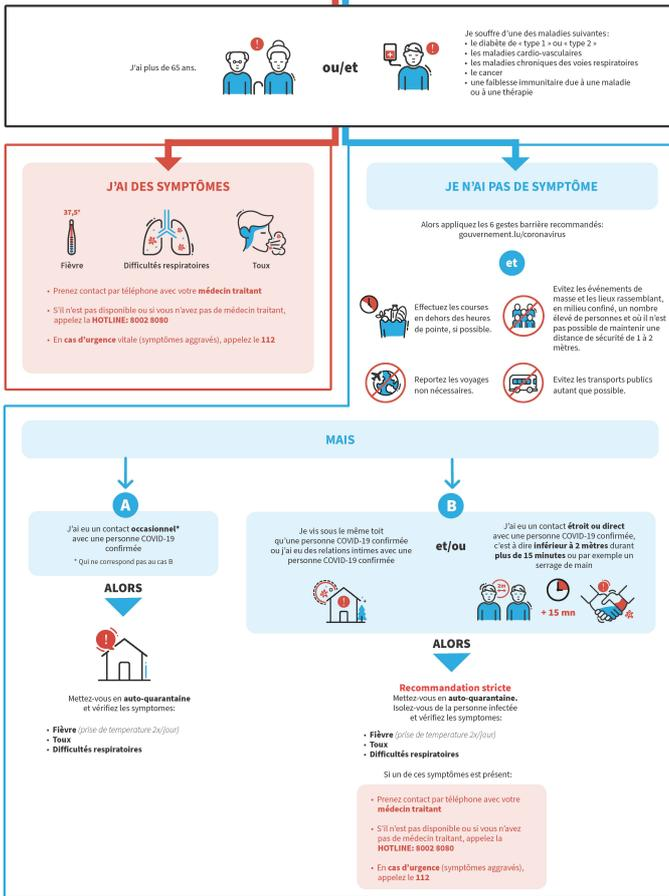 J'ai plus de 65 ans.
ou/et
Je souffre d'une des maladies suivantes:
• le diabète de « type 1 » ou « type 2 »
• les maladies cardio-vasculaires
• les maladies chroniques des voies respiratoires
• le cancer
• une faiblesse immunitaire due à une maladie
ou à une thérapie
J'AI DES SYMPTÔMES
37,5°
Fièvre
Difficultés respiratoires
Toux
• Prenez contact par téléphone avec votre médecin traitant
• S'il n'est pas disponible ou si vous n'avez pas de médecin traitant,
appelez la HOTLINE: 8002 8080
• En cas d'urgence vitale (symptômes aggravés), appelez le 112
JE N'AI PAS DE SYMPTÔME
Alors appliquez les 6 gestes barrière recommandés:
gouvernement.lu/coronavirus
et
Effectuez les courses
en dehors des heures
de pointe, si possible.
Evitez les événements de
masse et les lieux rassemblant,
en milieu confiné, un nombre
élevé de personnes et où il n'est
pas possible de maintenir une
distance de sécurité de 1 à 2
mètres.
Reportez les voyages
non nécessaires.
Evitez les transports publics
autant que possible.
MAIS
A
J'ai eu un contact occasionnel*
avec une personne COVID-19
confirmée
* Qui ne correspond pas au cas B
ALORS
Mettez-vous en auto-quarantaine
et vérifiez les symptomes:
• Fièvre (prise de temperature 2x/jour)
• Toux
• Difficultés respiratoires
B
Je vis sous le même toit
qu'une personne COVID-19 confirmée
ou j'ai eu des relations intimes avec une
personne COVID-19 confirmée
et/ou
J'ai eu un contact étroit ou direct
avec une personne COVID-19 confirmée,
c'est à dire inférieur à 2 mètres durant
plus de 15 minutes ou par exemple un
serrage de main
2m
+ 15 mn
ALORS
Recommandation stricte
Mettez-vous en auto-quarantaine.
Isolez-vous de la personne infectée
et vérifiez les symptomes:
• Fièvre (prise de temperature 2x/jour)
• Toux
• Difficultés respiratoires
Si un de ces symptômes est présent:
• Prenez contact par téléphone avec votre
médecin traitant
• S'il n'est pas disponible ou si vous n'avez
pas de médecin traitant, appelez la
HOTLINE: 8002 8080
• En cas d'urgence (symptômes aggravés),
appelez le 112